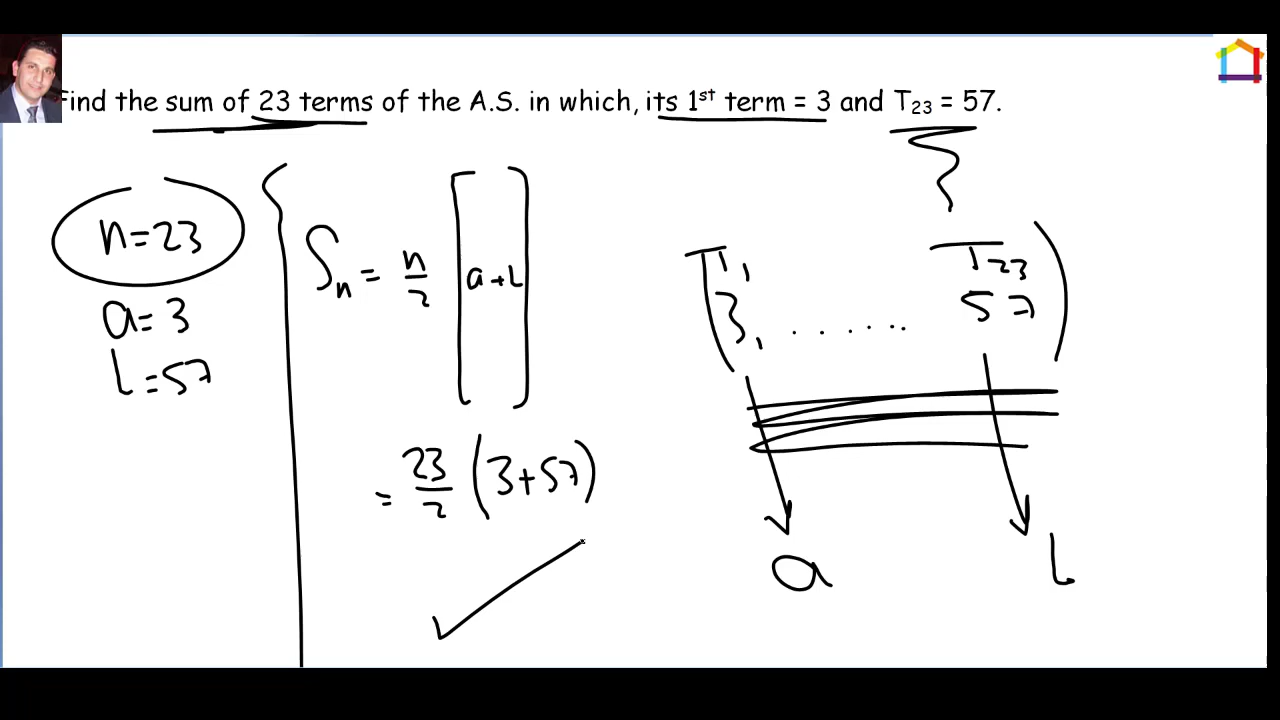 Find the sum of 23 terms of the A.S. in which, its 1st term = 3 and T23 = 57.
n=23
a=3
L=57
Sn = n/2 [a+L]
= 23/2 (3+57)
T1, T23
3, . . . . . . 57
a L